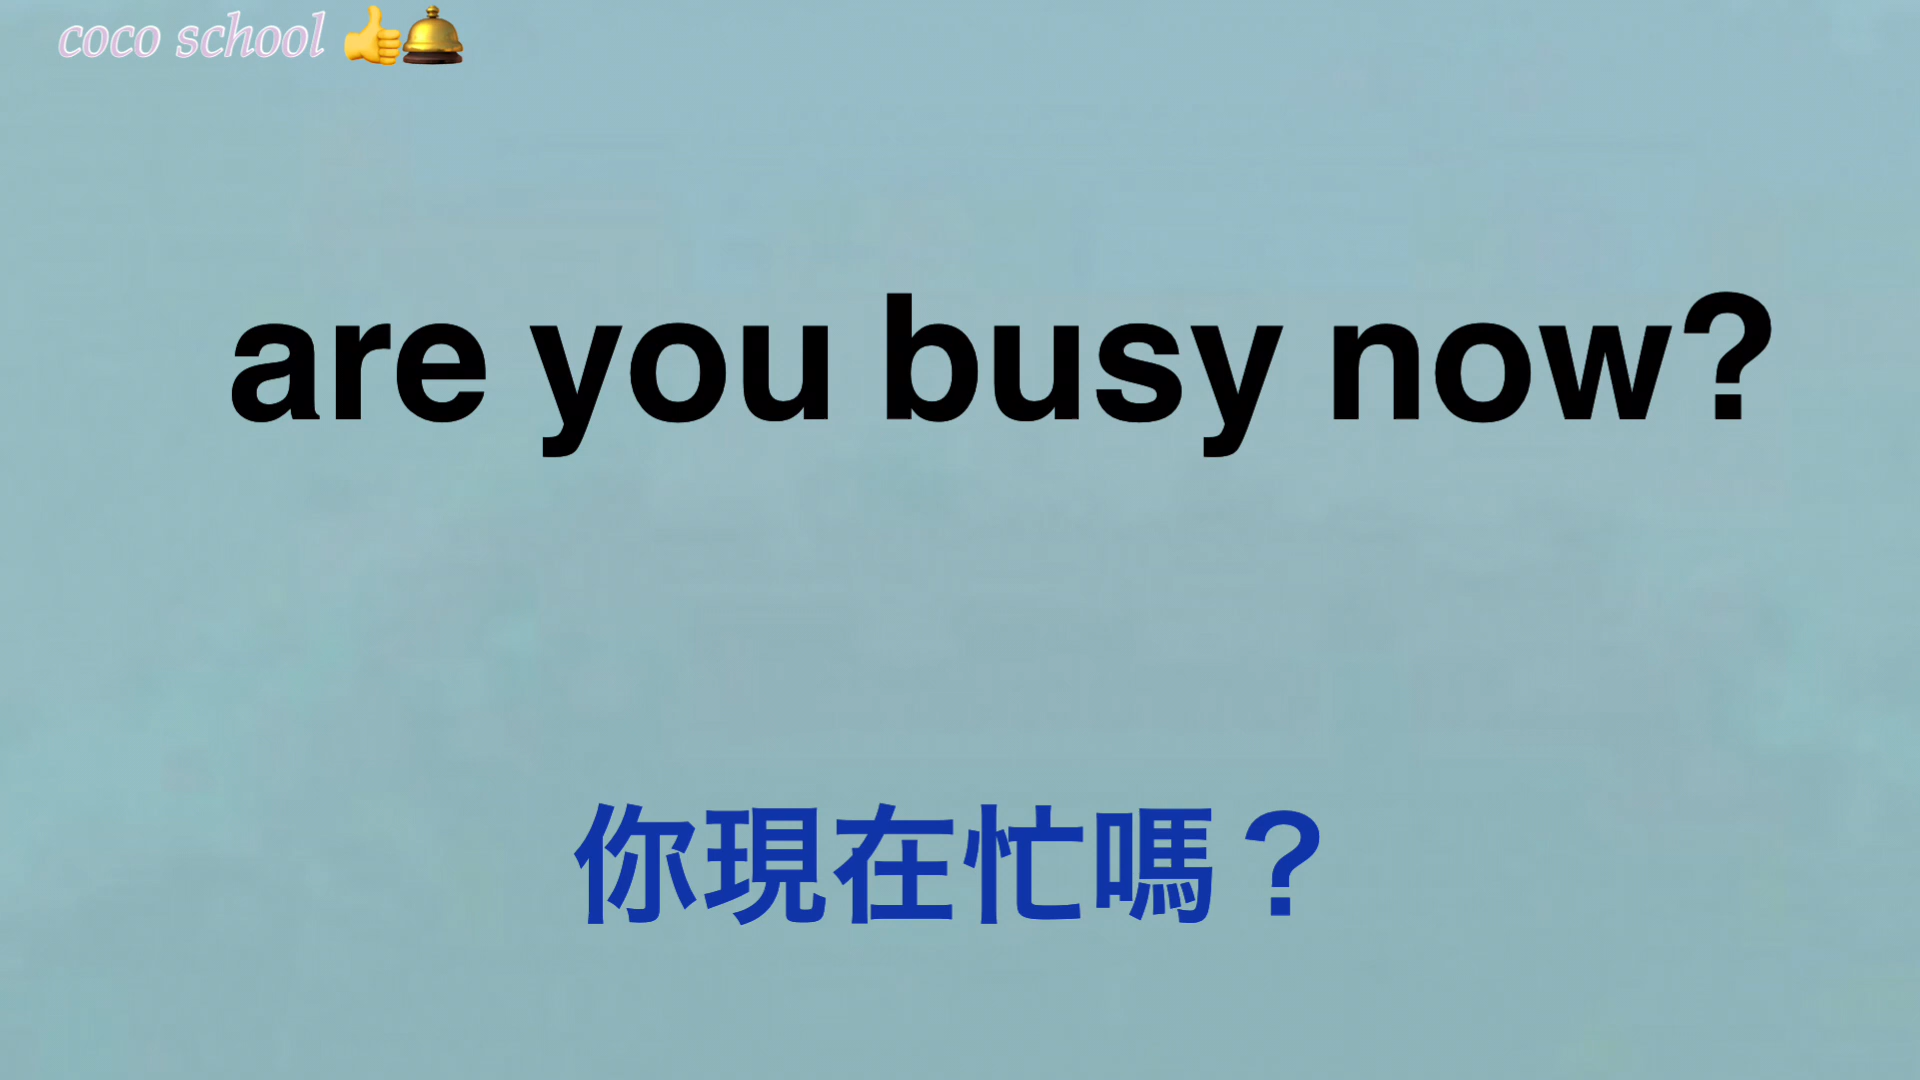 coco school 👍🛎️
are you busy now?
你現在忙嗎？